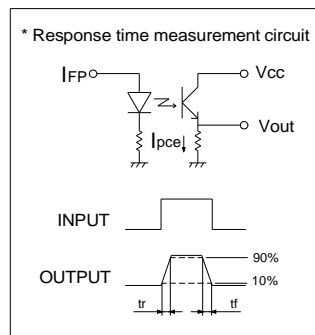 * Response time measurement circuit
IFP
Vcc
Vout
Ipce
INPUT
OUTPUT
90%
10%
tr
tf